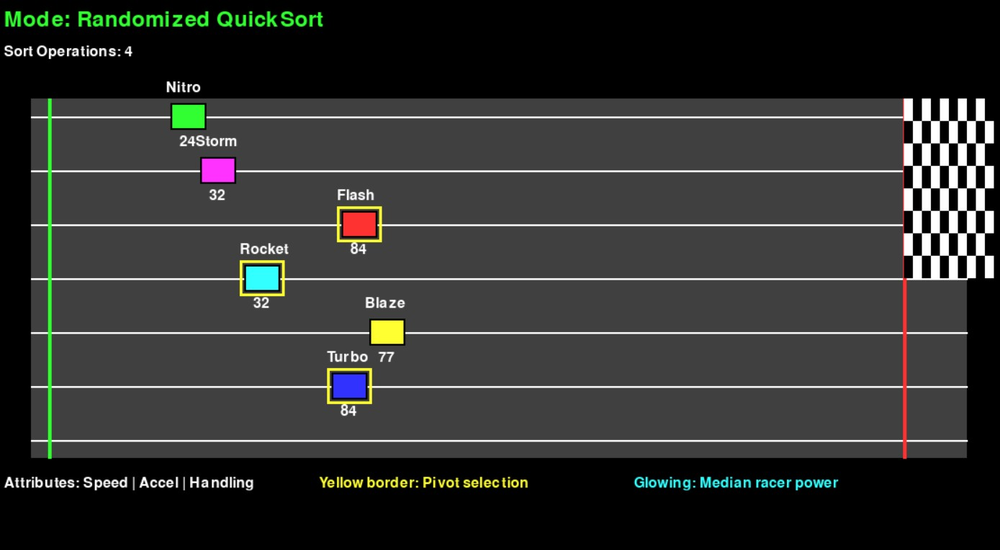 Mode: Randomized QuickSort
Sort Operations: 4
Nitro
24Storm
32
Flash
84
Rocket
32
Blaze
77
Turbo
84
Attributes: Speed | Accel | Handling
Yellow border: Pivot selection
Glowing: Median racer power